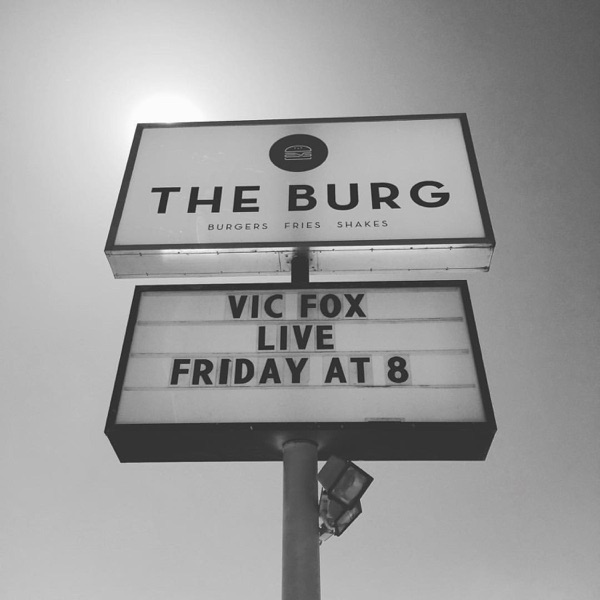 THE BURG
BURGERS FRIES SHAKES
VIC FOX
LIVE
FRIDAY AT 8